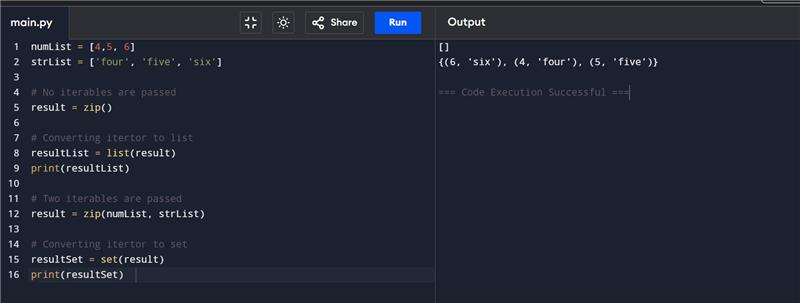 main.py
Share
Run
Output
1 numList = [4,5, 6]
2 strList = ['four', 'five', 'six']
3
4 # No iterables are passed
5 result = zip()
6
7 # Converting itertor to list
8 resultList = list(result)
9 print(resultList)
10
11 # Two iterables are passed
12 result = zip(numList, strList)
13
14 # Converting itertor to set
15 resultSet = set(result)
16 print(resultSet)
[]
{(6, 'six'), (4, 'four'), (5, 'five')}
=== Code Execution Successful ===